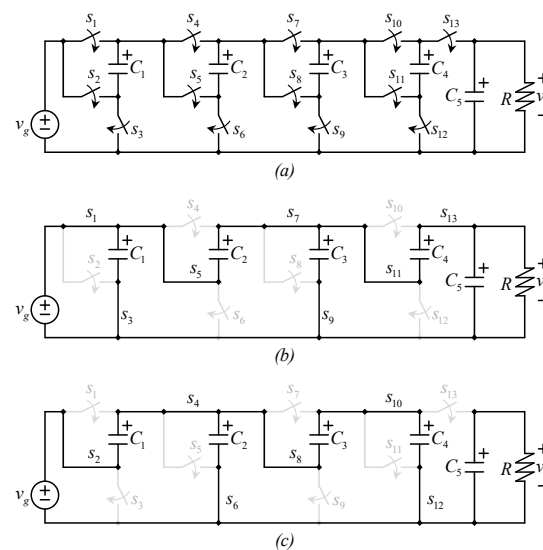 s1 s4 s7 s10 s13
+ C1 + C2 + C3 + C4 C5 + R + v −
s2 s5 s8 s11
vg
s3 s6 s9 s12
(a)
s1 s4 s7 s10 s13
+ C1 + C2 + C3 + C4 C5 + R + v −
s2 s5 s8 s11
vg
s3 s6 s9 s12
(b)
s1 s4 s7 s10 s13
+ C1 + C2 + C3 + C4 C5 + R + v −
s2 s5 s8 s11
vg
s3 s6 s9 s12
(c)